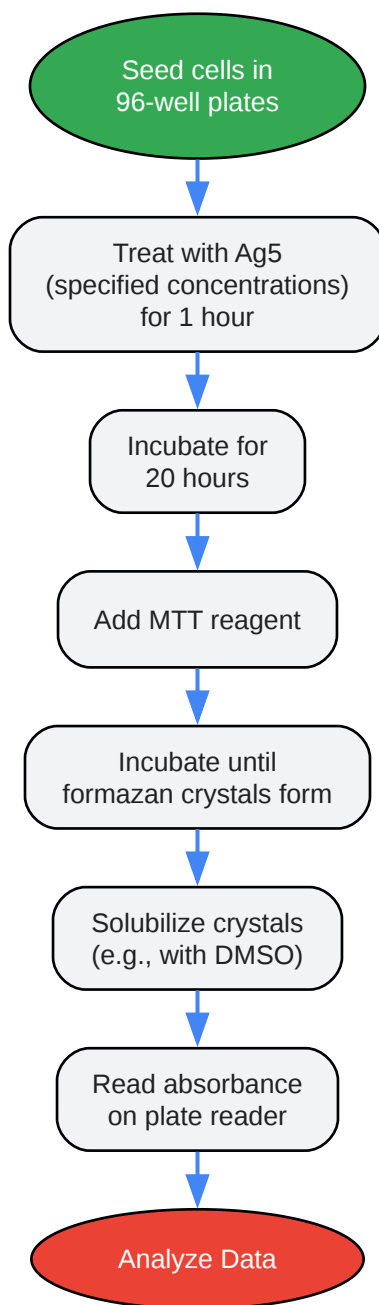 Seed cells in
96-well plates
Treat with Ag5
(specified concentrations)
for 1 hour
Incubate for
20 hours
Add MTT reagent
Incubate until
formazan crystals form
Solubilize crystals
(e.g., with DMSO)
Read absorbance
on plate reader
Analyze Data